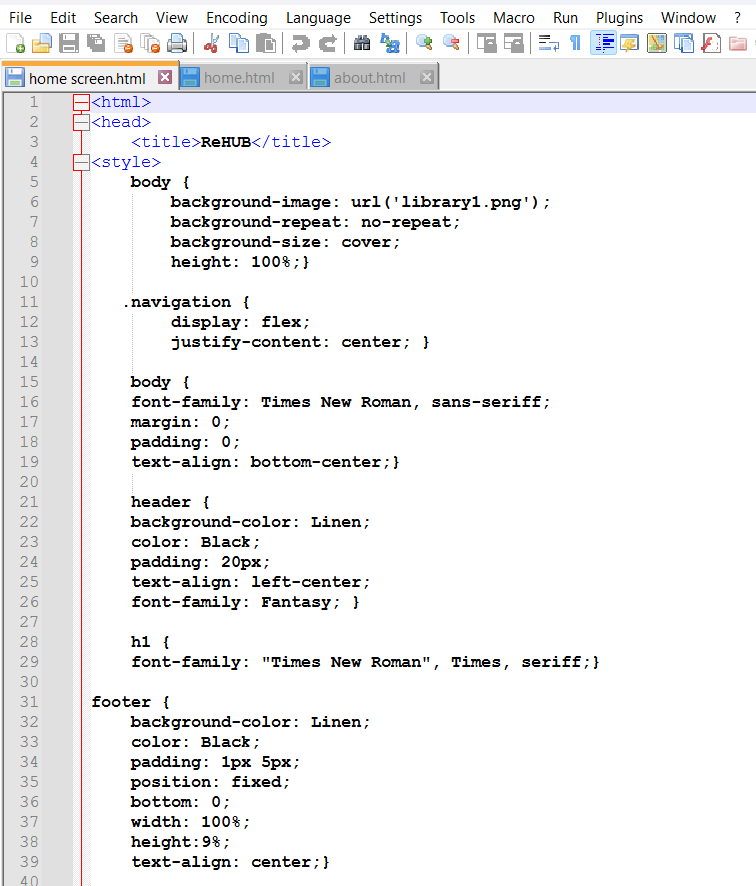 File Edit Search View Encoding Language Settings Tools Macro Run Plugins Window ?
home screen.html home.html about.html
1 <html>
2 <head>
3 <title>ReHUB</title>
4 <style>
5 body {
6 background-image: url('library1.png');
7 background-repeat: no-repeat;
8 background-size: cover;
9 height: 100%;}
10
11 .navigation {
12 display: flex;
13 justify-content: center; }
14
15 body {
16 font-family: Times New Roman, sans-seriff;
17 margin: 0;
18 padding: 0;
19 text-align: bottom-center;}
20
21 header {
22 background-color: Linen;
23 color: Black;
24 padding: 20px;
25 text-align: left-center;
26 font-family: Fantasy; }
27
28 h1 {
29 font-family: "Times New Roman", Times, seriff;}
30
31 footer {
32 background-color: Linen;
33 color: Black;
34 padding: 1px 5px;
35 position: fixed;
36 bottom: 0;
37 width: 100%;
38 height:9%;
39 text-align: center;}
40